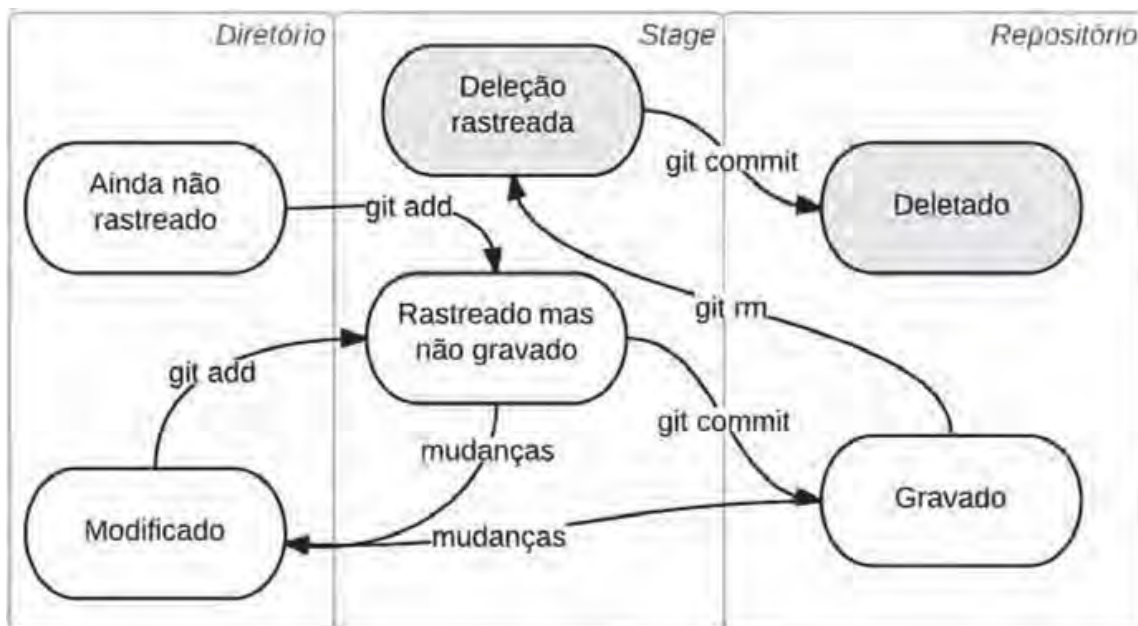 Diretório
Stage
Repositório
Deleção
rastreada
git commit
Ainda não
rastreado
git add
Deletado
Rastreado mas
não gravado
git rm
git add
git commit
mudanças
Modificado
mudanças
Gravado